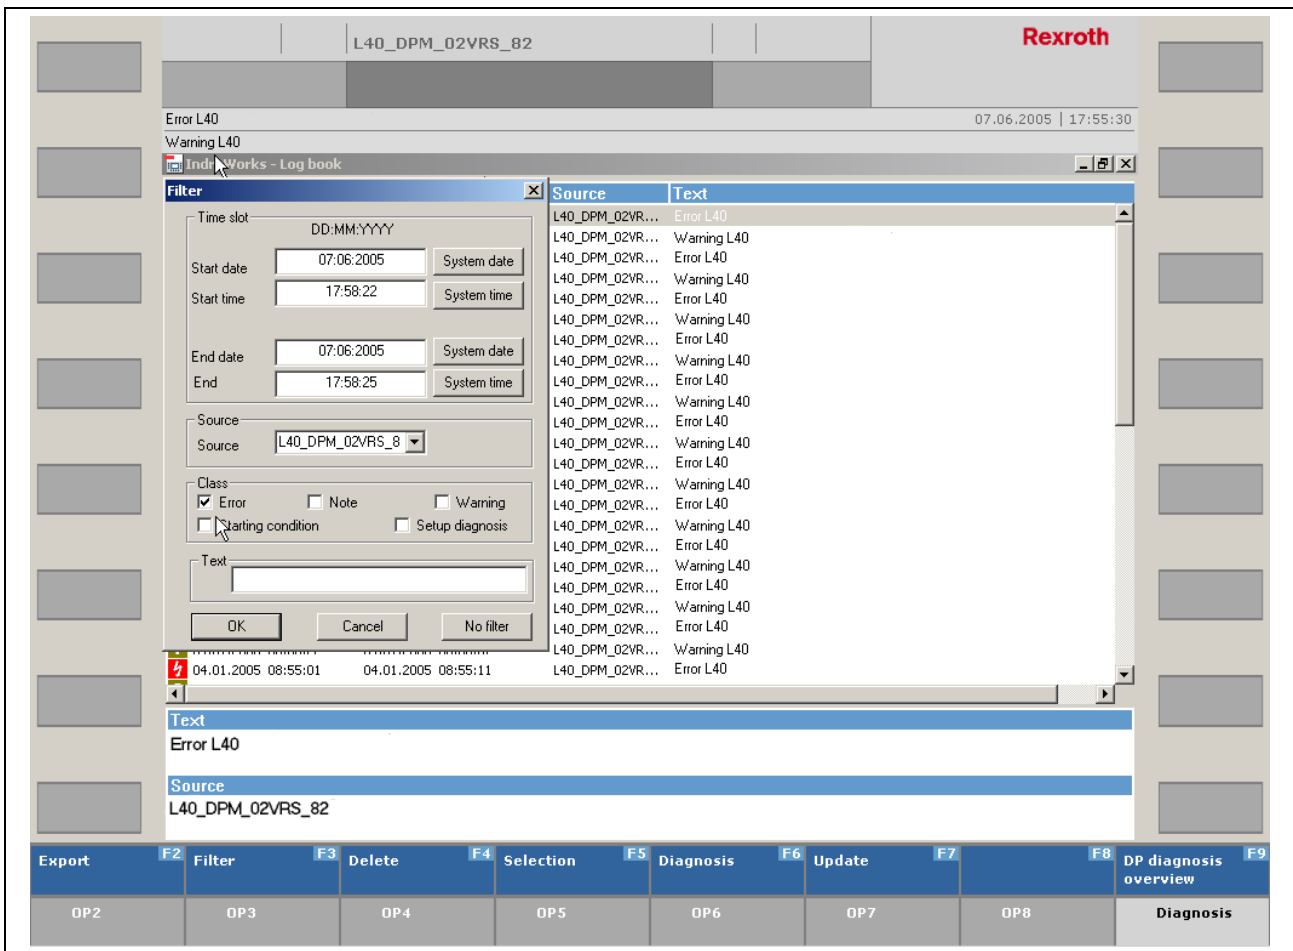 L40_DPM_02VRS_82
Rexroth
Error L40
07.06.2005 | 17:55:30
Warning L40
IndraWorks - Log book
Filter
Source Text
Time slot
DD:MM:YYYY
Start date 07:06:2005 System date
Start time 17:58:22 System time
End date 07:06:2005 System date
End 17:58:25 System time
Source
Source L40_DPM_02VRS_8
Class
Error Note Warning
Starting condition Setup diagnosis
Text
OK Cancel No filter
L40_DPM_02VR... Error L40
L40_DPM_02VR... Warning L40
L40_DPM_02VR... Error L40
L40_DPM_02VR... Warning L40
L40_DPM_02VR... Error L40
L40_DPM_02VR... Warning L40
L40_DPM_02VR... Error L40
L40_DPM_02VR... Warning L40
L40_DPM_02VR... Error L40
L40_DPM_02VR... Warning L40
L40_DPM_02VR... Error L40
L40_DPM_02VR... Warning L40
L40_DPM_02VR... Error L40
L40_DPM_02VR... Warning L40
L40_DPM_02VR... Error L40
L40_DPM_02VR... Warning L40
L40_DPM_02VR... Error L40
L40_DPM_02VR... Warning L40
L40_DPM_02VR... Error L40
L40_DPM_02VR... Warning L40
L40_DPM_02VR... Error L40
L40_DPM_02VR... Warning L40
04.01.2005 08:55:01 04.01.2005 08:55:11 L40_DPM_02VR... Error L40
Text
Error L40
Source
L40_DPM_02VRS_82
Export F2 Filter F3 Delete F4 Selection F5 Diagnosis F6 Update F7 F8 DP diagnosis overview F9
OP2 OP3 OP4 OP5 OP6 OP7 OP8 Diagnosis